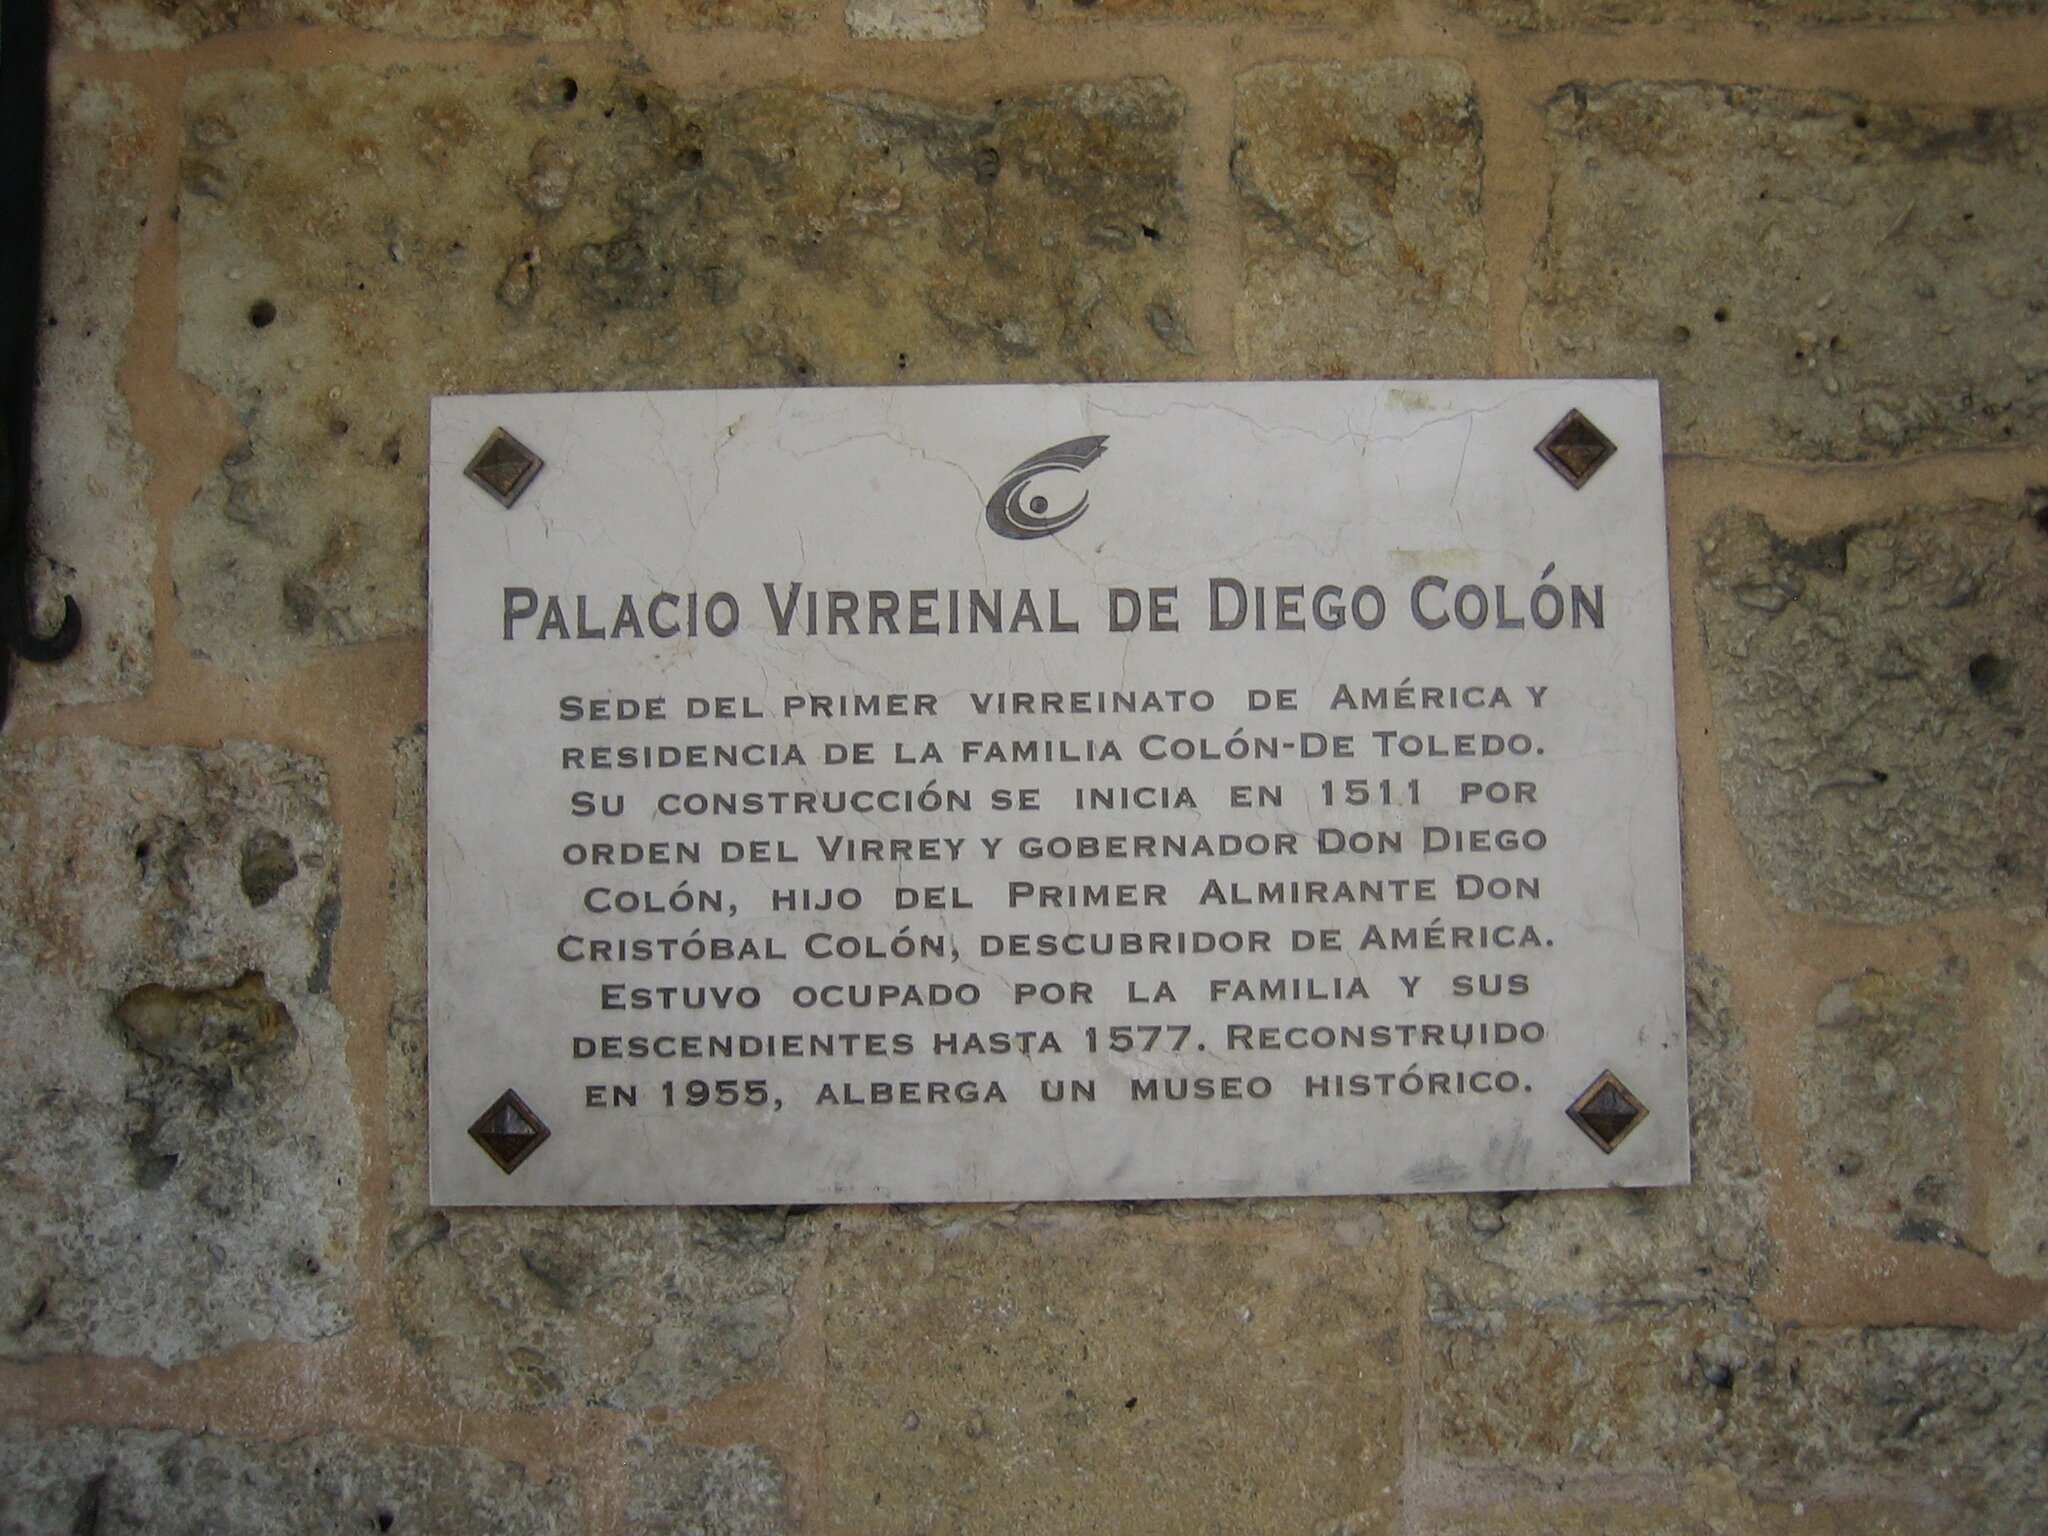 PALACIO VIRREINAL DE DIEGO COLÓN
SEDE DEL PRIMER VIRREINATO DE AMÉRICA Y
RESIDENCIA DE LA FAMILIA COLÓN-DE TOLEDO.
SU CONSTRUCCIÓN SE INICIA EN 1511 POR
ORDEN DEL VIRREY Y GOBERNADOR DON DIEGO
COLÓN, HIJO DEL PRIMER ALMIRANTE DON
CRISTÓBAL COLÓN, DESCUBRIDOR DE AMÉRICA.
ESTUVO OCUPADO POR LA FAMILIA Y SUS
DESCENDIENTES HASTA 1577. RECONSTRUIDO
EN 1955, ALBERGA UN MUSEO HISTÓRICO.